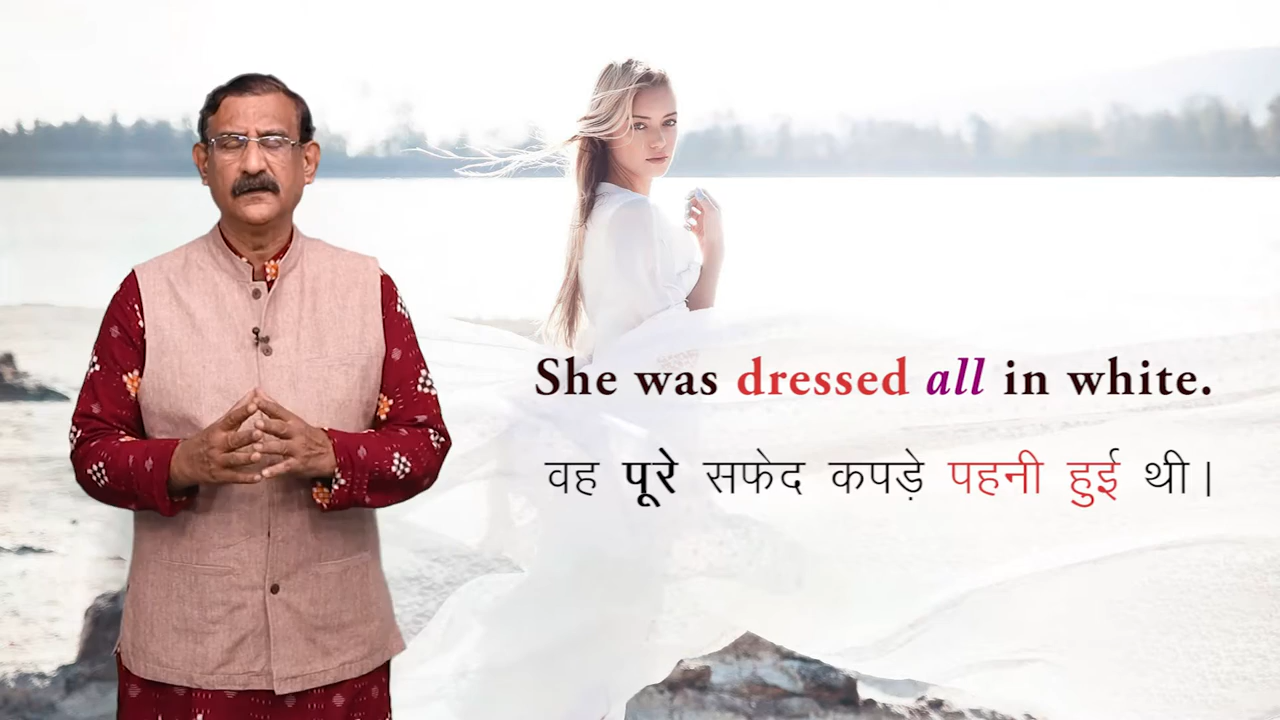 She was dressed all in white.
वह पूरे सफेद कपड़े पहनी हुई थी।